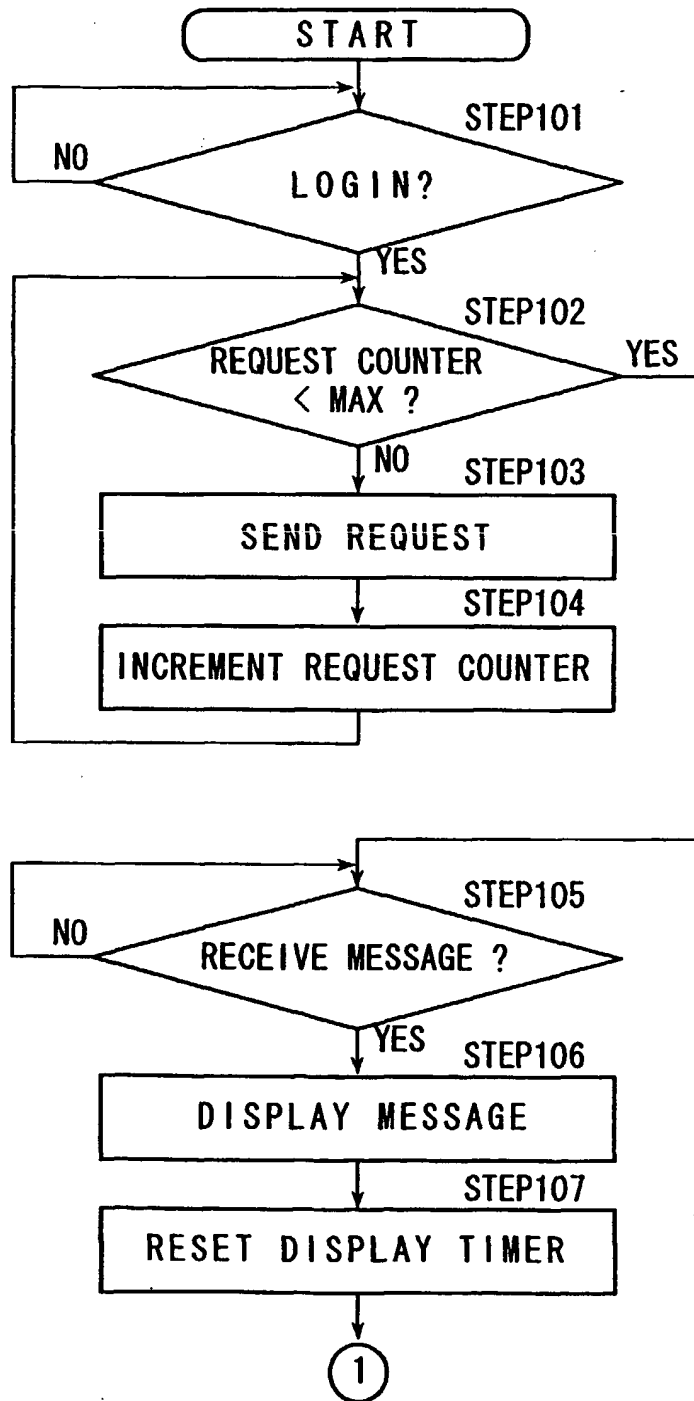 START
STEP101
NO
LOGIN?
YES
STEP102
REQUEST COUNTER
< MAX ?
YES
NO
STEP103
SEND REQUEST
STEP104
INCREMENT REQUEST COUNTER
STEP105
NO
RECEIVE MESSAGE ?
YES
STEP106
DISPLAY MESSAGE
STEP107
RESET DISPLAY TIMER
1